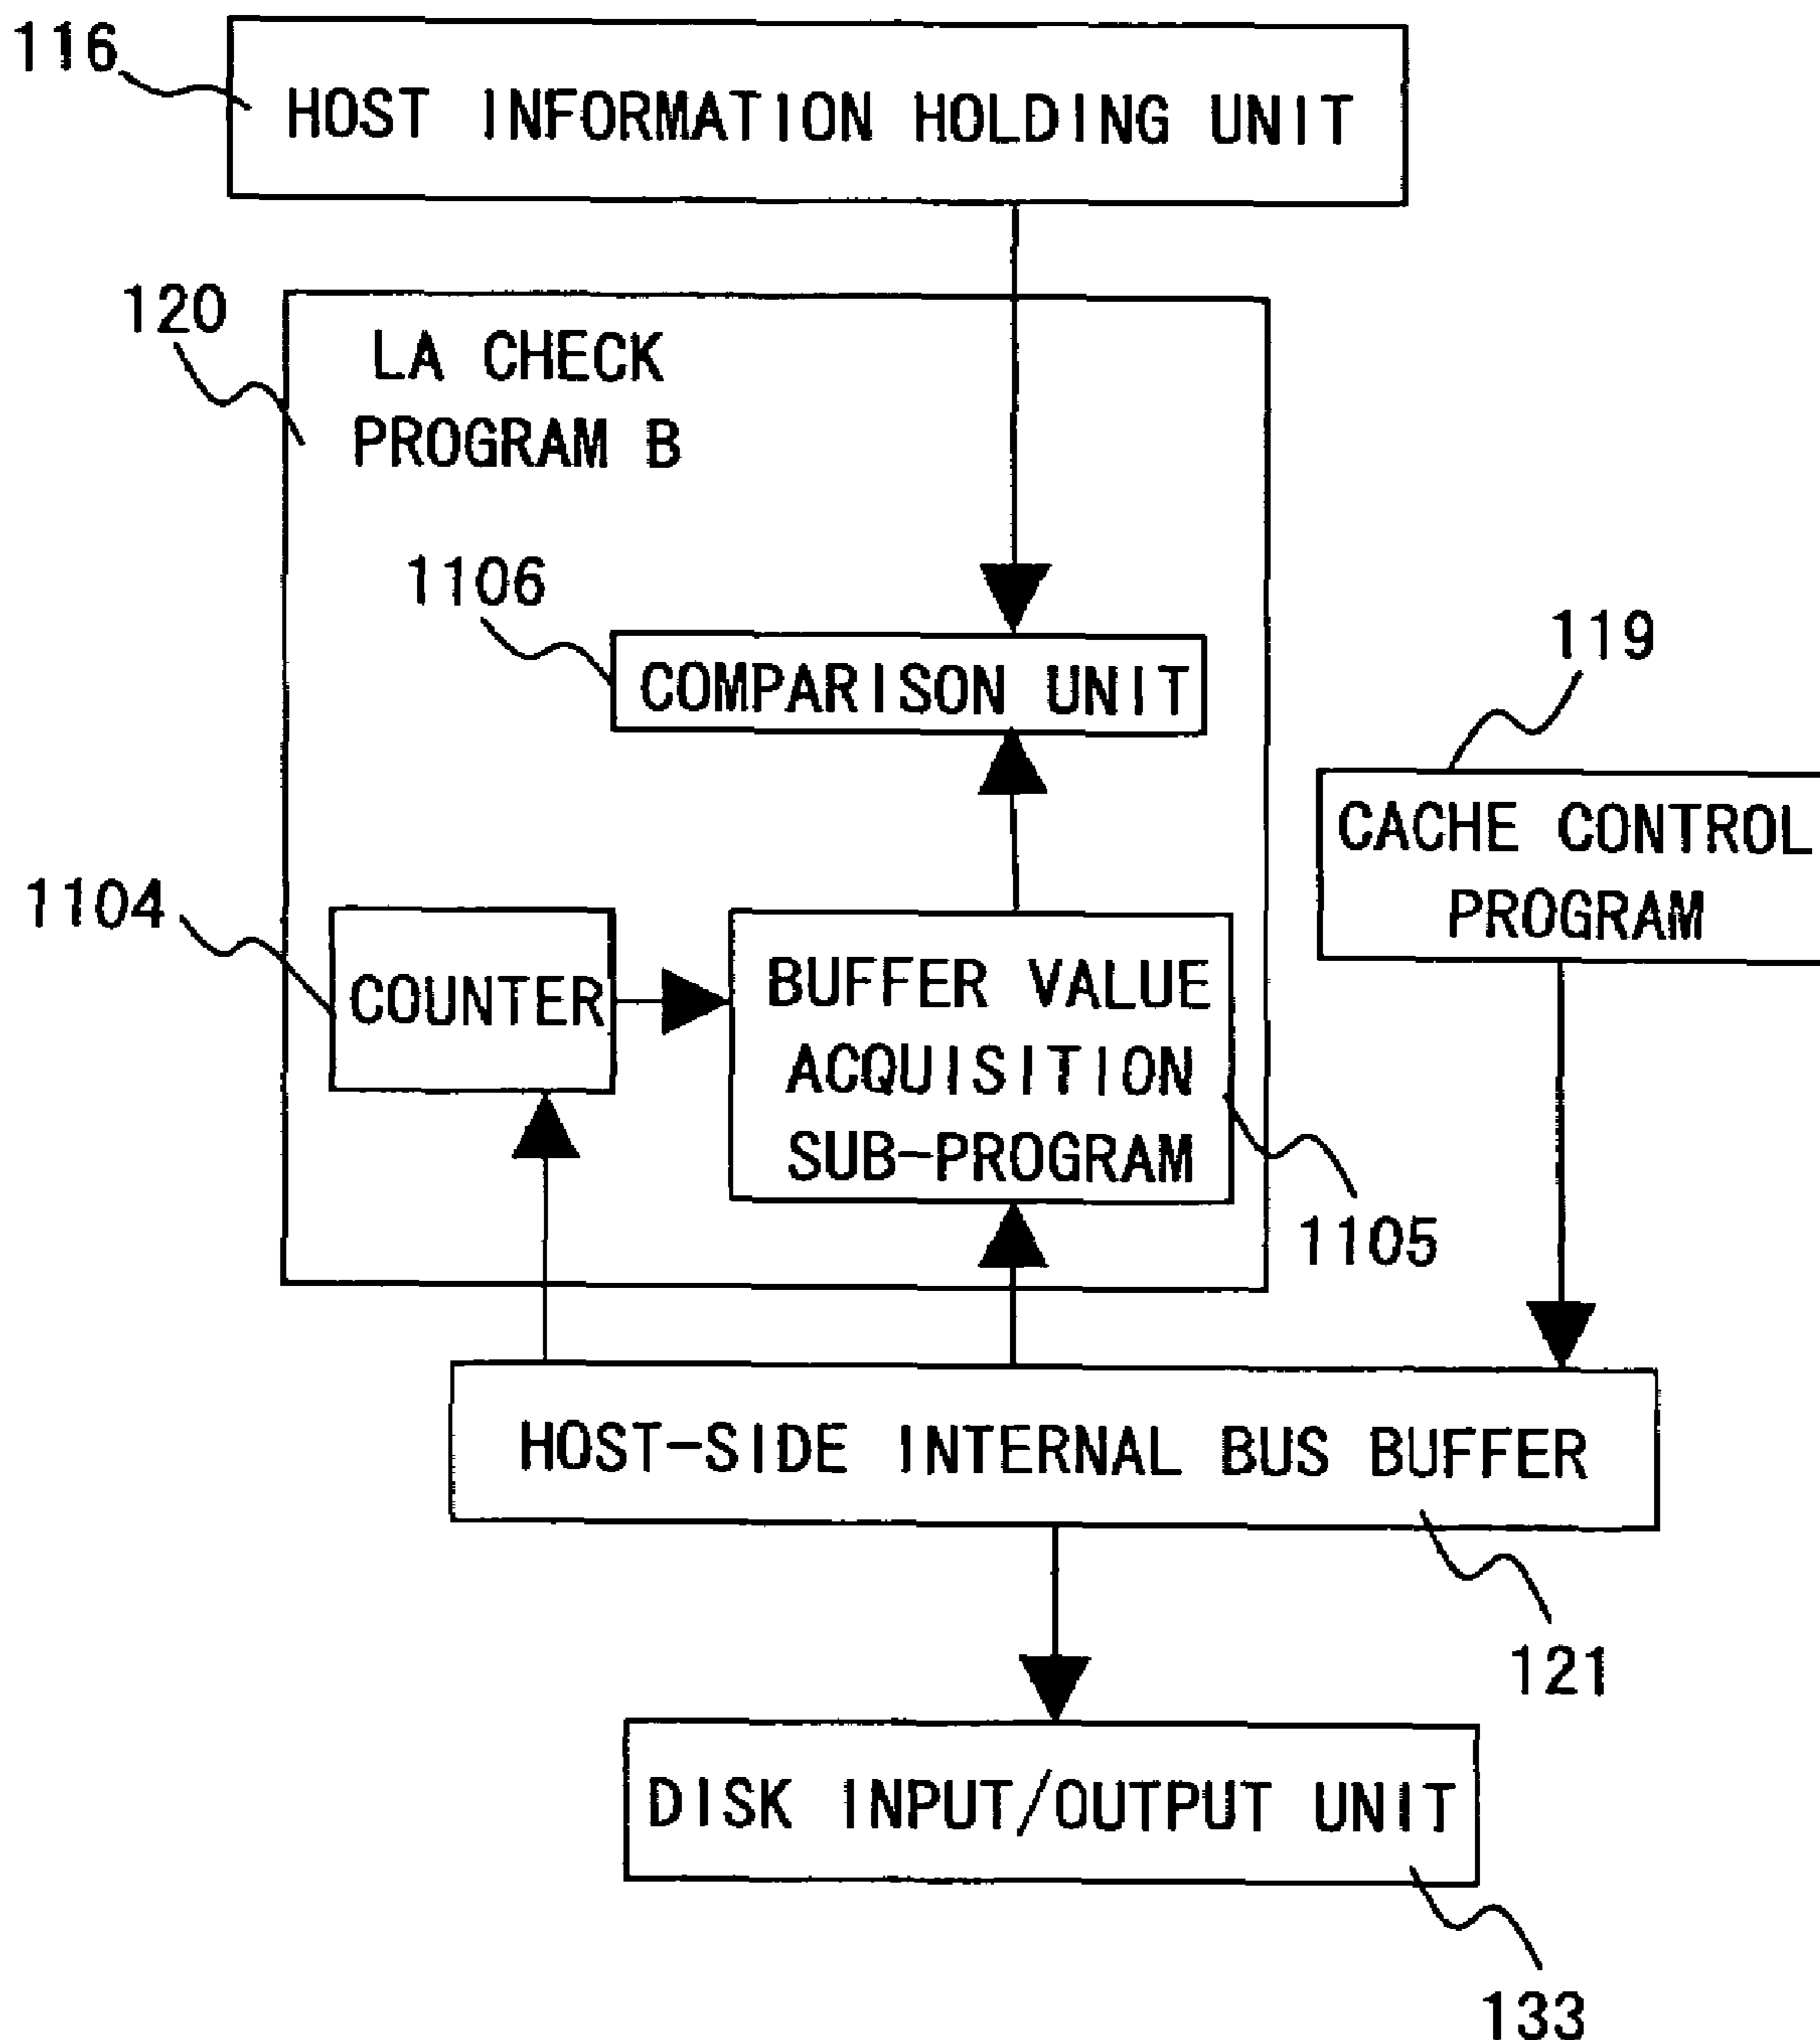 116
HOST INFORMATION HOLDING UNIT
120
LA CHECK
PROGRAM B
1106
COMPARISON UNIT
119
CACHE CONTROL
PROGRAM
1104
COUNTER
BUFFER VALUE
ACQUISITION
SUB-PROGRAM
1105
HOST-SIDE INTERNAL BUS BUFFER
121
DISK INPUT/OUTPUT UNIT
133